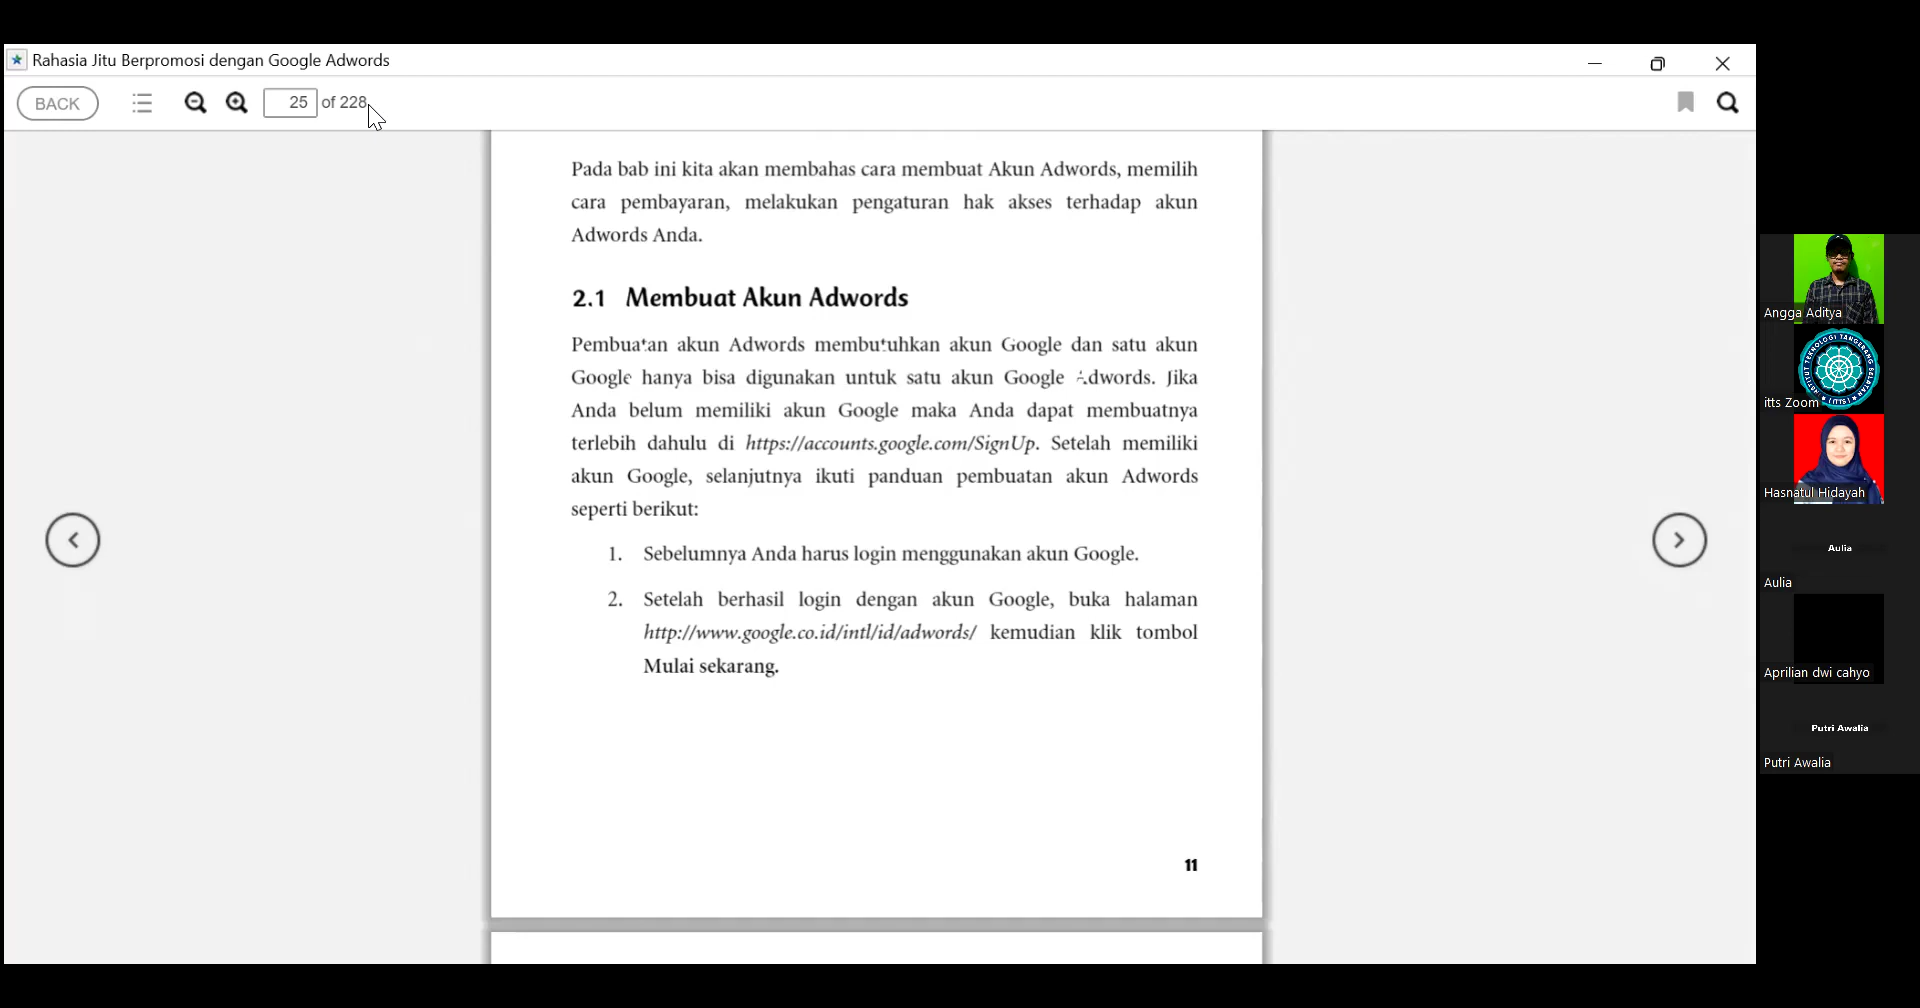 Rahasia Jitu Berpromosi dengan Google Adwords
BACK
25 of 228
Pada bab ini kita akan membahas cara membuat Akun Adwords, memilih
cara pembayaran, melakukan pengaturan hak akses terhadap akun
Adwords Anda.
2.1 Membuat Akun Adwords
Pembuatan akun Adwords membutuhkan akun Google dan satu akun
Google hanya bisa digunakan untuk satu akun Google Adwords. Jika
Anda belum memiliki akun Google maka Anda dapat membuatnya
terlebih dahulu di https://accounts.google.com/SignUp. Setelah memiliki
akun Google, selanjutnya ikuti panduan pembuatan akun Adwords
seperti berikut:
1. Sebelumnya Anda harus login menggunakan akun Google.
2. Setelah berhasil login dengan akun Google, buka halaman
http://www.google.co.id/intl/id/adwords/ kemudian klik tombol
Mulai sekarang.
11
Angga Aditya
INSTITUT TEKNOLOGI TANGERANG SELATAN
(ITTS)
itts Zoom
Hasnatul Hidayah
Aulia
Aulia
Aprilian dwi cahyo
Putri Awalia
Putri Awalia